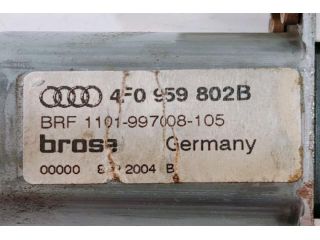 4F0 959 802B
BRF 1101-997008-105
brose Germany
00000 2004 B